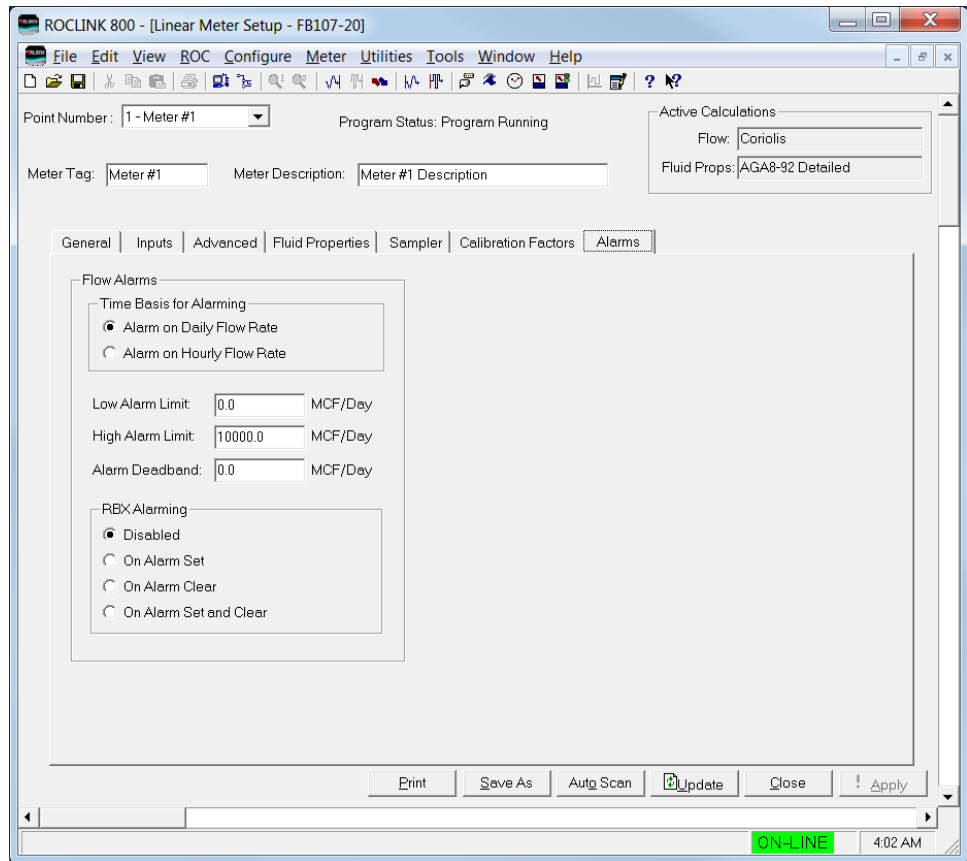 ROCLINK 800 - [Linear Meter Setup - FB107-20]
File Edit View ROC Configure Meter Utilities Tools Window Help
Point Number : 1 - Meter #1
Program Status: Program Running
Active Calculations
Flow: Coriolis
Fluid Props: AGA8-92 Detailed
Meter Tag: Meter #1 Meter Description: Meter #1 Description
General Inputs Advanced Fluid Properties Sampler Calibration Factors Alarms
Flow Alarms
Time Basis for Alarming
Alarm on Daily Flow Rate
Alarm on Hourly Flow Rate
Low Alarm Limit: 0.0 MCF/Day
High Alarm Limit: 10000.0 MCF/Day
Alarm Deadband: 0.0 MCF/Day
RBX Alarming
Disabled
On Alarm Set
On Alarm Clear
On Alarm Set and Clear
Print Save As Auto Scan Update Close ! Apply
ON-LINE 4:02 AM